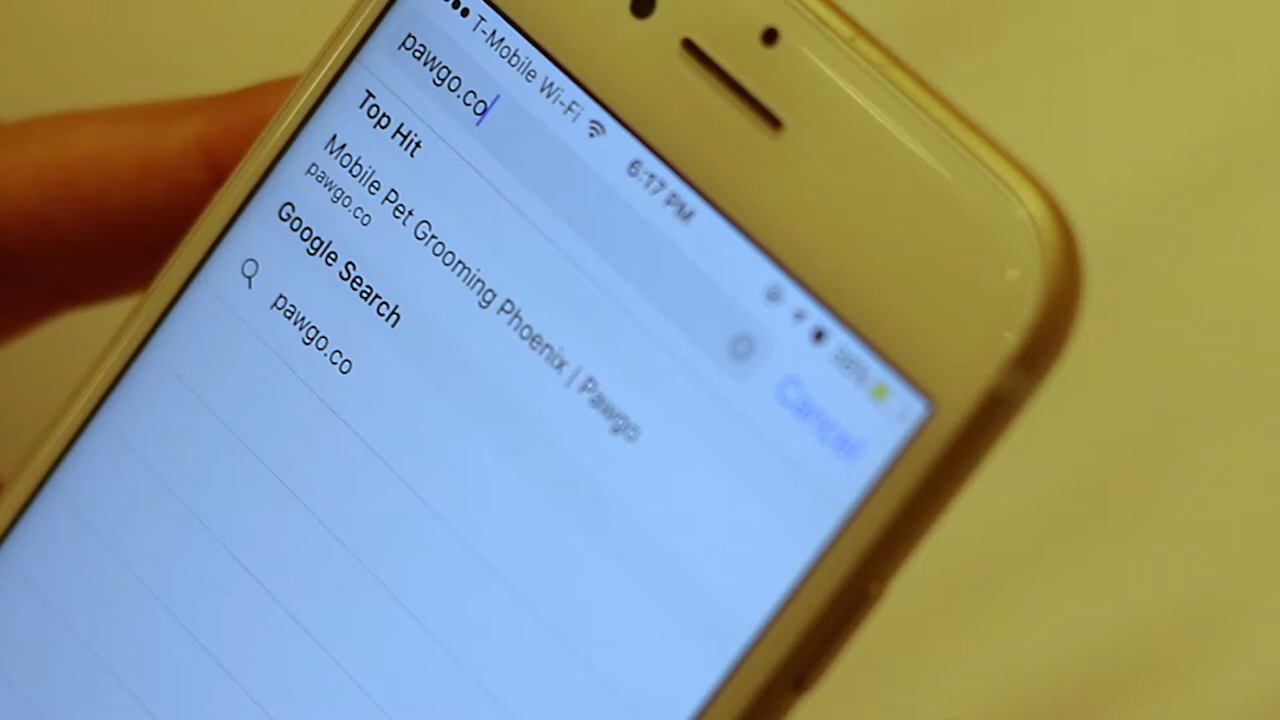 T-Mobile Wi-Fi 6:17 PM
pawgo.co
Cancel
Top Hit
Mobile Pet Grooming Phoenix | Pawgo
pawgo.co
Google Search
pawgo.co